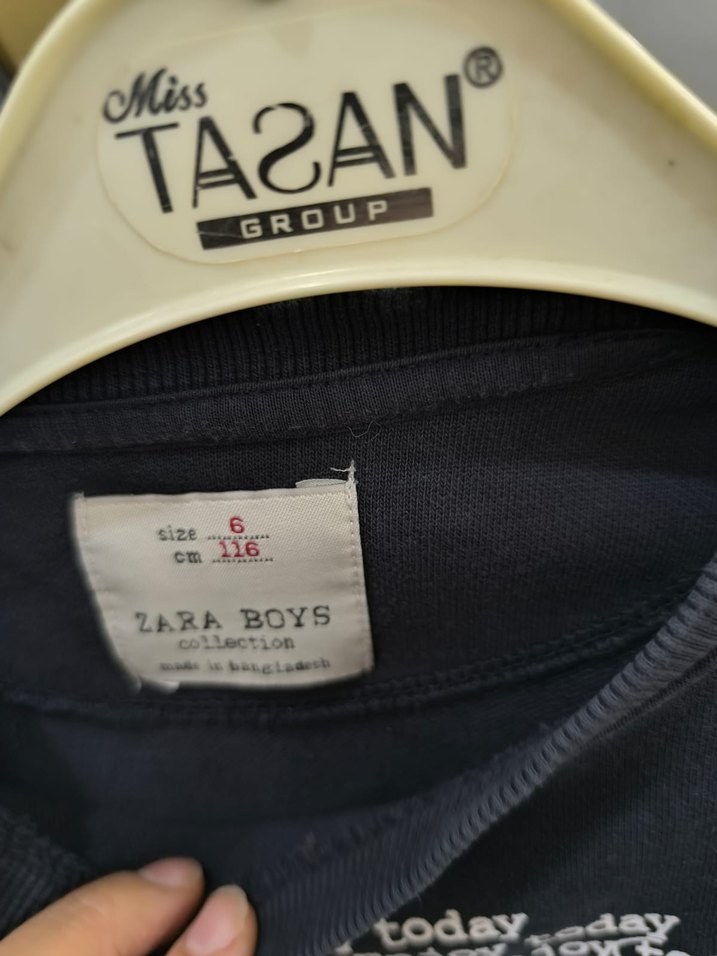 Miss
TASAN®
GROUP
size 6
cm 116
ZARA BOYS
collection
made in bangladesh
today today